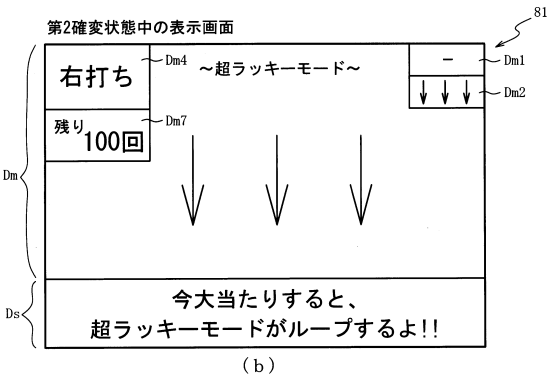 第2確変状態中の表示画面
81
右打ち
Dm4
～超ラッキーモード～
−
Dm1
Dm2
残り
100回
Dm7
Dm
Ds
今大当たりすると、
超ラッキーモードがループするよ!!
(b)